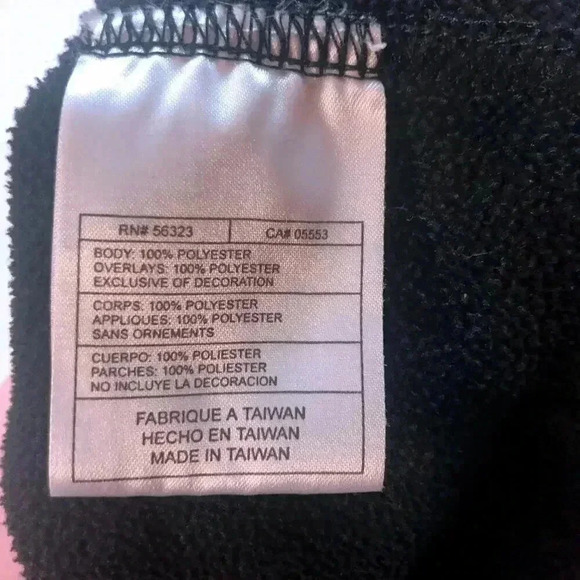 RN# 56323 CA# 05553
BODY: 100% POLYESTER
OVERLAYS: 100% POLYESTER
EXCLUSIVE OF DECORATION
CORPS: 100% POLYESTER
APPLIQUES: 100% POLYESTER
SANS ORNEMENTS
CUERPO: 100% POLIESTER
PARCHES: 100% POLIESTER
NO INCLUYE LA DECORACION
FABRIQUE A TAIWAN
HECHO EN TAIWAN
MADE IN TAIWAN